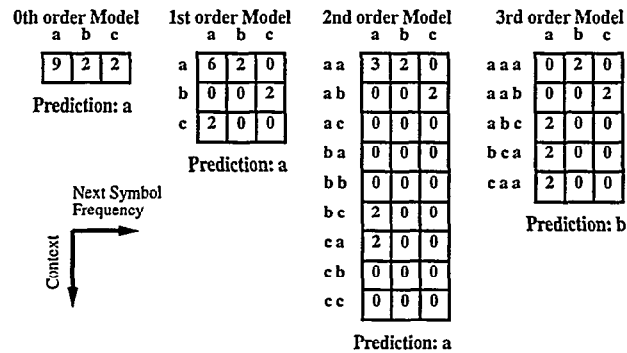 0th order Model
a b c
9 2 2
Prediction: a
1st order Model
a b c
a 6 2 0
b 0 0 2
c 2 0 0
Prediction: a
2nd order Model
a b c
a a 3 2 0
a b 0 0 2
a c 0 0 0
b a 0 0 0
b b 0 0 0
b c 2 0 0
c a 2 0 0
c b 0 0 0
c c 0 0 0
Prediction: a
3rd order Model
a b c
a a a 0 2 0
a a b 0 0 2
a b c 2 0 0
b c a 2 0 0
c a a 2 0 0
Prediction: b
Next Symbol
Frequency
Context